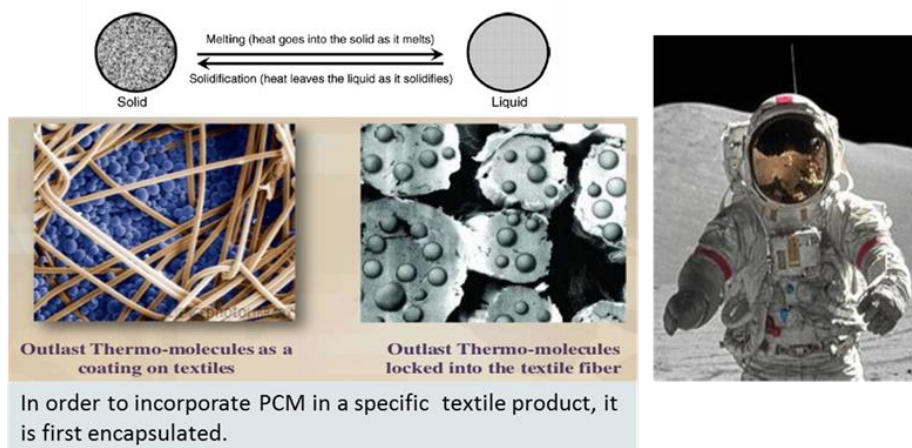 Melting (heat goes into the solid as it melts)
Solidification (heat leaves the liquid as it solidifies)
Solid
Liquid
Outlast Thermo-molecules as a
coating on textiles
Outlast Thermo-molecules
locked into the textile fiber
In order to incorporate PCM in a specific textile product, it
is first encapsulated.